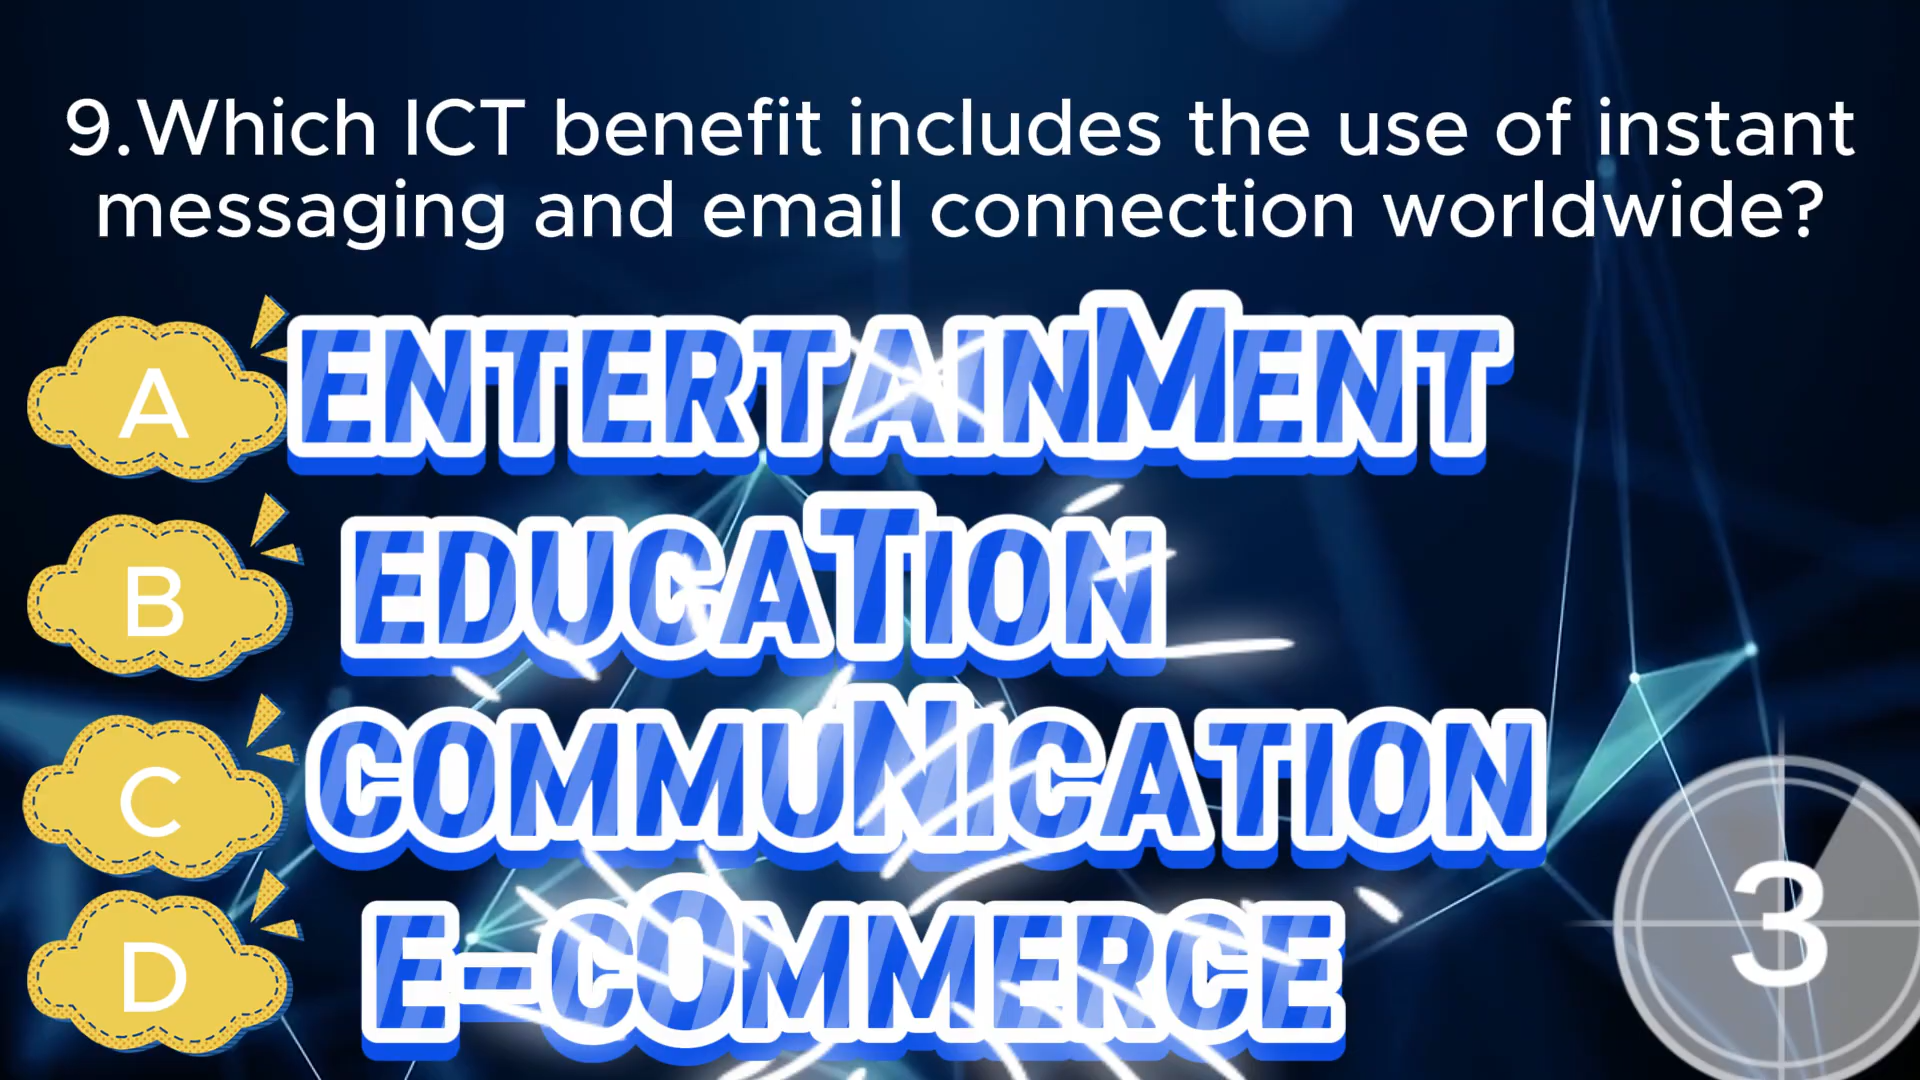 9.Which ICT benefit includes the use of instant
messaging and email connection worldwide?
A ENTERTAINMENT
B EDUCATION
C COMMUNICATION
D E-COMMERCE
3